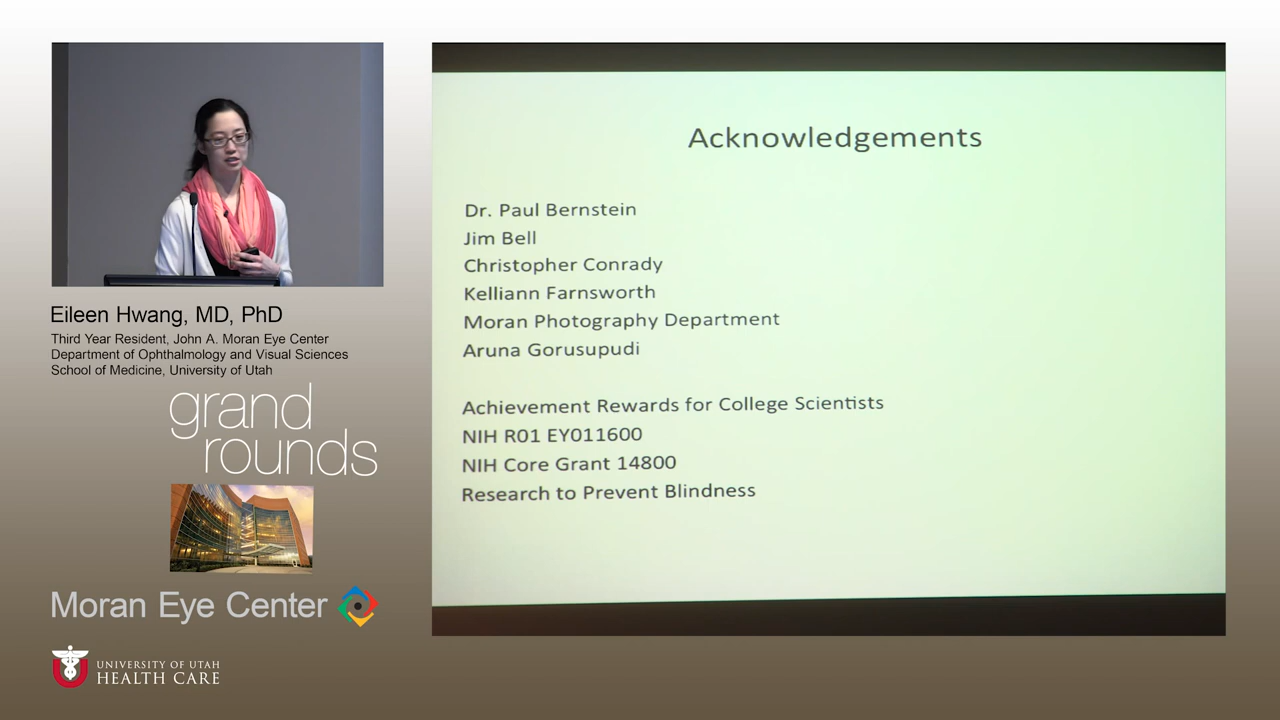 Eileen Hwang, MD, PhD
Third Year Resident, John A. Moran Eye Center
Department of Ophthalmology and Visual Sciences
School of Medicine, University of Utah
grand
rounds
Moran Eye Center
UNIVERSITY OF UTAH
HEALTH CARE
Acknowledgements
Dr. Paul Bernstein
Jim Bell
Christopher Conrady
Kelliann Farnsworth
Moran Photography Department
Aruna Gorusupudi
Achievement Rewards for College Scientists
NIH R01 EY011600
NIH Core Grant 14800
Research to Prevent Blindness